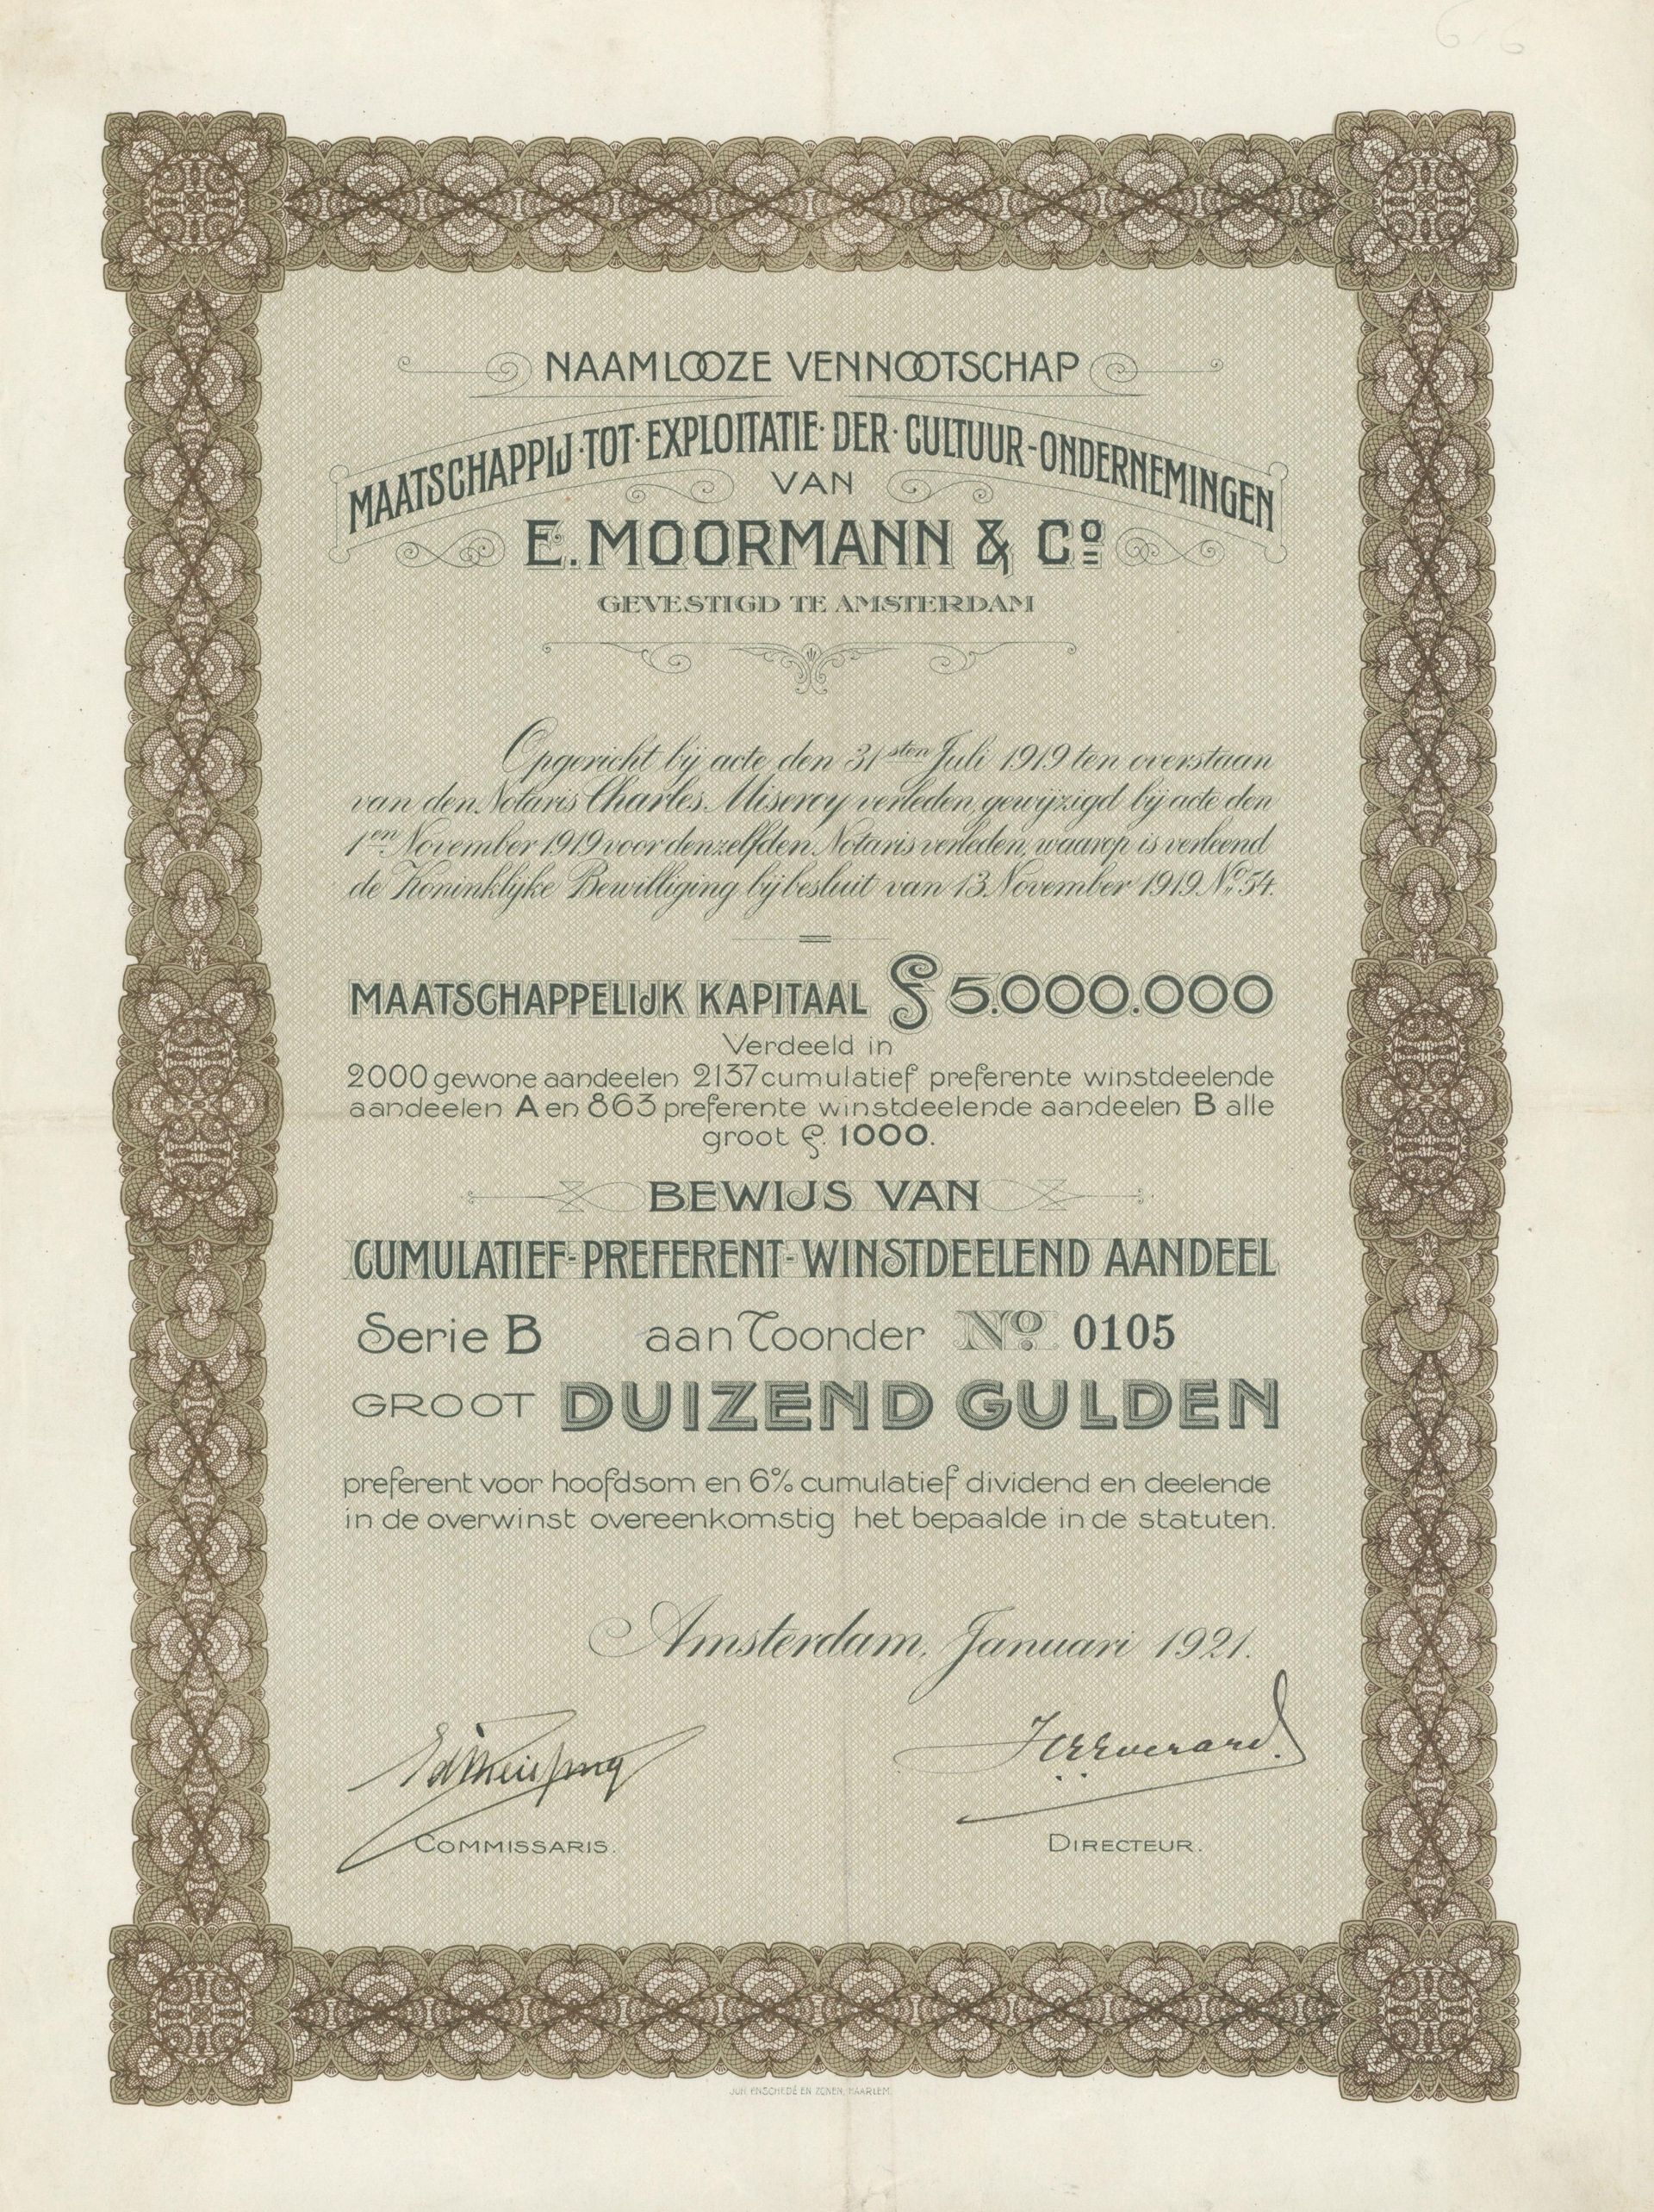 6%
NAAMLOOZE VENNOOTSCHAP
MAATSCHAPPIJ·TOT·EXPLOITATIE·DER·CULTUUR-ONDERNEMINGEN
VAN
E. MOORMANN & Cº
GEVESTIGD TE AMSTERDAM
Opgericht bij acte den 31sten Juli 1919 ten overstaan
van den Notaris Charles Miseroy verleden, gewijzigd bij acte den
1en November 1919 voor denzelfden Notaris verleden, waarop is verleend
de Koninklijke Bewilliging bij besluit van 13 November 1919 Nº 54.
MAATSCHAPPELIJK KAPITAAL ƒ 5.000.000
Verdeeld in
2000 gewone aandeelen 2137 cumulatief preferente winstdeelende
aandeelen A en 863 preferente winstdeelende aandeelen B alle
groot ƒ. 1000.
BEWIJS VAN
CUMULATIEF-PREFERENT-WINSTDEELEND AANDEEL
Serie B aan Toonder Nº. 0105
GROOT DUIZEND GULDEN
preferent voor hoofdsom en 6% cumulatief dividend en deelende
in de overwinst overeenkomstig het bepaalde in de statuten.
Amsterdam, Januari 1921.
COMMISSARIS.
DIRECTEUR.
JOH. ENSCHEDÉ EN ZONEN, HAARLEM.